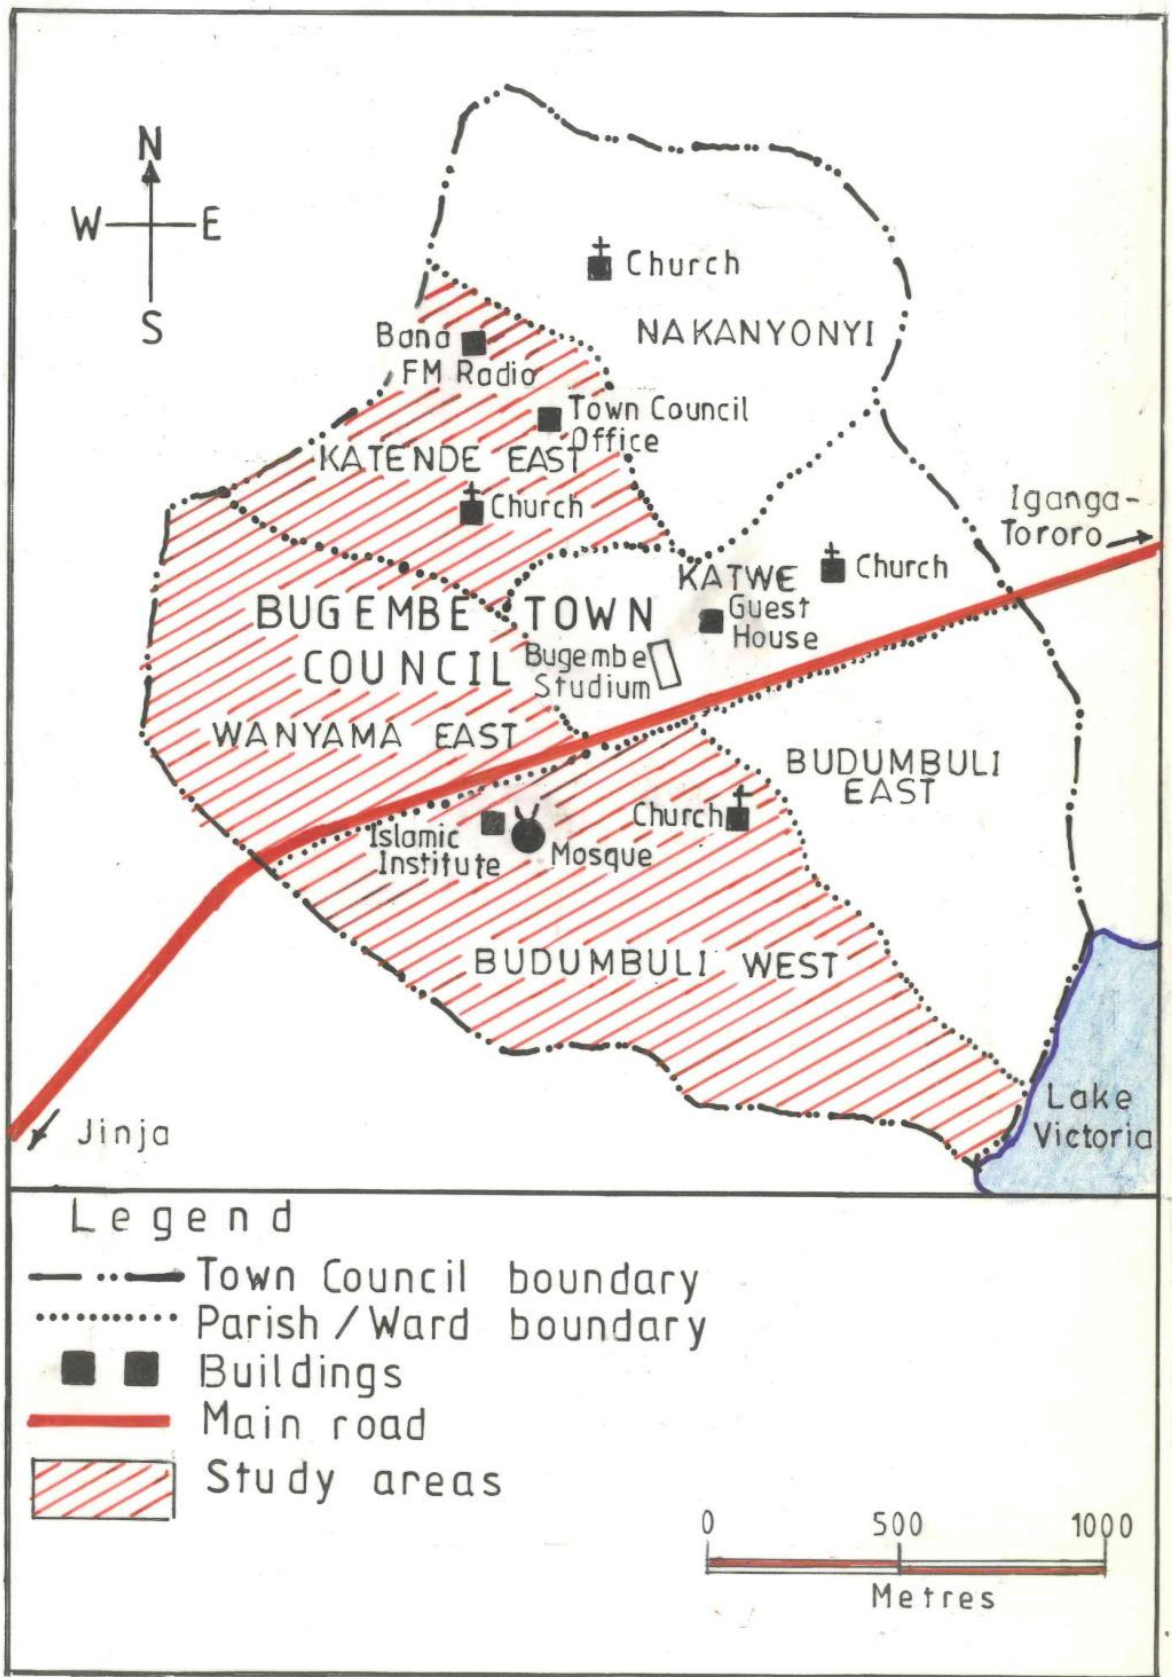 N
W E
S
Church
NAKANYONYI
Bana
FM Radio
Town Council
Office
KATENDE EAST
Church
Iganga-
Tororo
Church
KATWE
Guest
House
BUGEMBE TOWN
COUNCIL
Bugembe
Studium
WANYAMA EAST
BUDUMBULI
EAST
Church
Islamic
Institute
Mosque
BUDUMBULI WEST
Lake
Victoria
Jinja
Legend
Town Council boundary
Parish/Ward boundary
Buildings
Main road
Study areas
0 500 1000
Metres